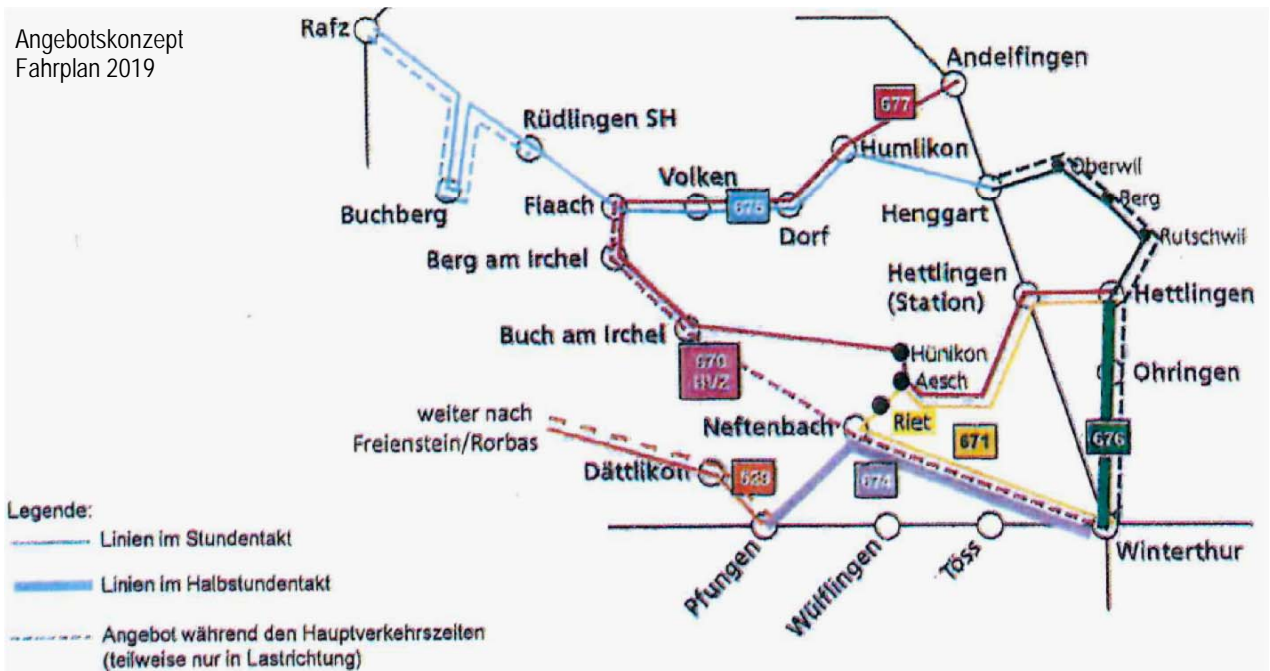 Angebotskonzept
Fahrplan 2019
Rafz
Andelfingen
677
Rüdlingen SH
Humlikon
Oberwil
Volken
Berg
Buchberg
Flaach
675
Dorf
Henggart
Rutschwil
Berg am Irchel
Hettlingen
(Station)
Hettlingen
Buch am Irchel
Hünikon
670
HVZ
Aesch
Ohringen
weiter nach
Freienstein/Rorbas
Neftenbach
Riet
671
676
Dättlikon
523
674
Legende:
Linien im Stundentakt
Winterthur
Linien im Halbstundentakt
Pfungen
Wülflingen
Töss
Angebot während den Hauptverkehrszeiten
(teilweise nur in Lastrichtung)